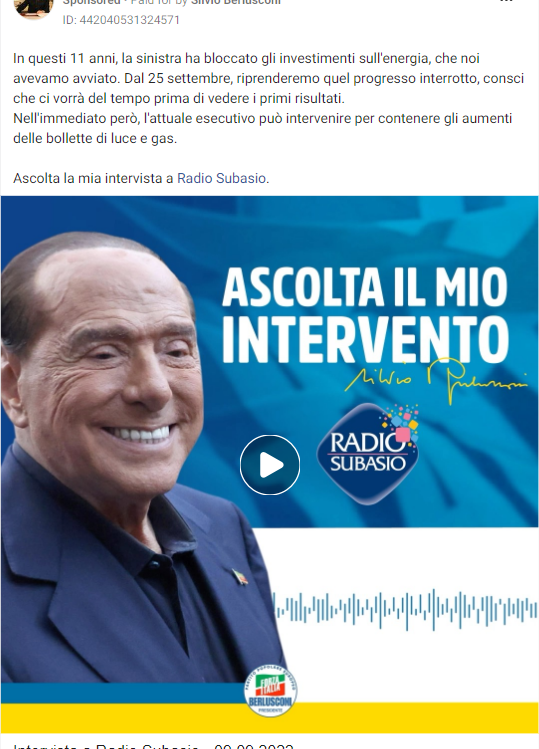 Sponsored • Paid for by Silvio Berlusconi
ID: 442040531324571
In questi 11 anni, la sinistra ha bloccato gli investimenti sull'energia, che noi
avevamo avviato. Dal 25 settembre, riprenderemo quel progresso interrotto, consci
che ci vorrà del tempo prima di vedere i primi risultati.
Nell'immediato però, l'attuale esecutivo può intervenire per contenere gli aumenti
delle bollette di luce e gas.
Ascolta la mia intervista a Radio Subasio.
ASCOLTA IL MIO
INTERVENTO
Silvio Berlusconi
RADIO
SUBASIO
FORZA
ITALIA
BERLUSCONI
PRESIDENTE
Intervista a Radio Subasio - 09.09.2022